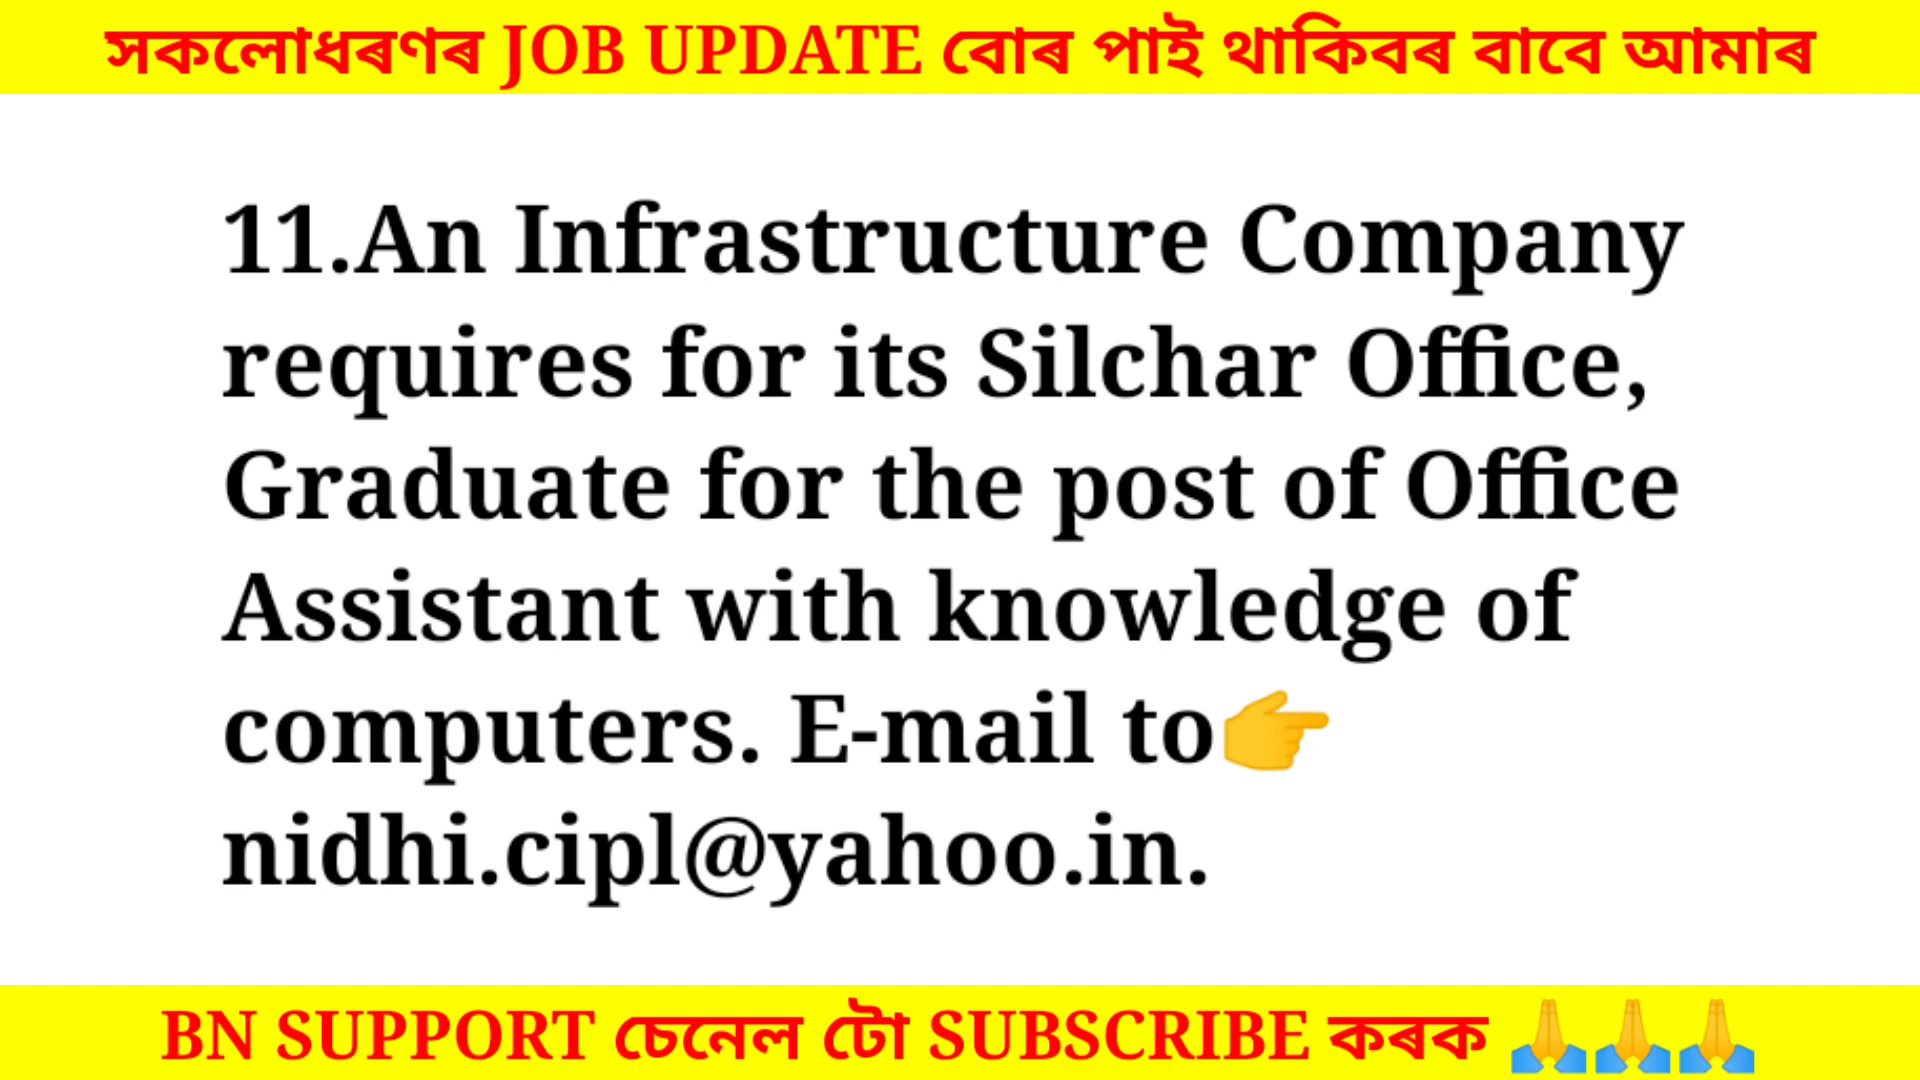 সকলোধৰণৰ JOB UPDATE বোৰ পাই থাকিবৰ বাবে আমাৰ
11.An Infrastructure Company
requires for its Silchar Office,
Graduate for the post of Office
Assistant with knowledge of
computers. E-mail to👉
nidhi.cipl@yahoo.in.
BN SUPPORT চেনেল টো SUBSCRIBE কৰক 🙏🙏🙏